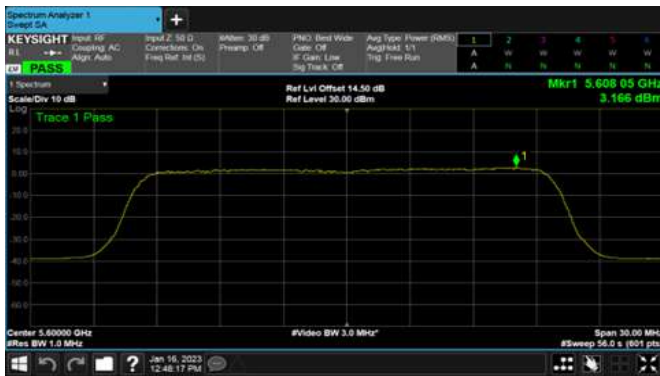 Spectrum Analyzer 1
Swept SA
+
KEYSIGHT
Input: RF
Coupling: AC
Align: Auto
Input Z: 50 Ω
Corrections: On
Freq Ref: Int (S)
#Atten: 30 dB
Preamp: Off
PNO: Best Wide
Gate: Off
IF Gain: Low
Sig Track: Off
Avg Type: Power (RMS)
Avg|Hold: 1/1
Trig: Free Run
1 2 3 4 5 6
A W W W W W
A N N N N N
PASS
1 Spectrum
Scale/Div 10 dB
Ref Lvl Offset 14.50 dB
Ref Level 30.00 dBm
Mkr1 5.608 05 GHz
3.166 dBm
Log
Trace 1 Pass
20.0
10.0
0.00
-10.0
-20.0
-30.0
-40.0
-50.0
-60.0
1
Center 5.60000 GHz
#Res BW 1.0 MHz
#Video BW 3.0 MHz*
Span 30.00 MHz
#Sweep 56.0 s (601 pts)
?
Jan 16, 2023
12:48:17 PM